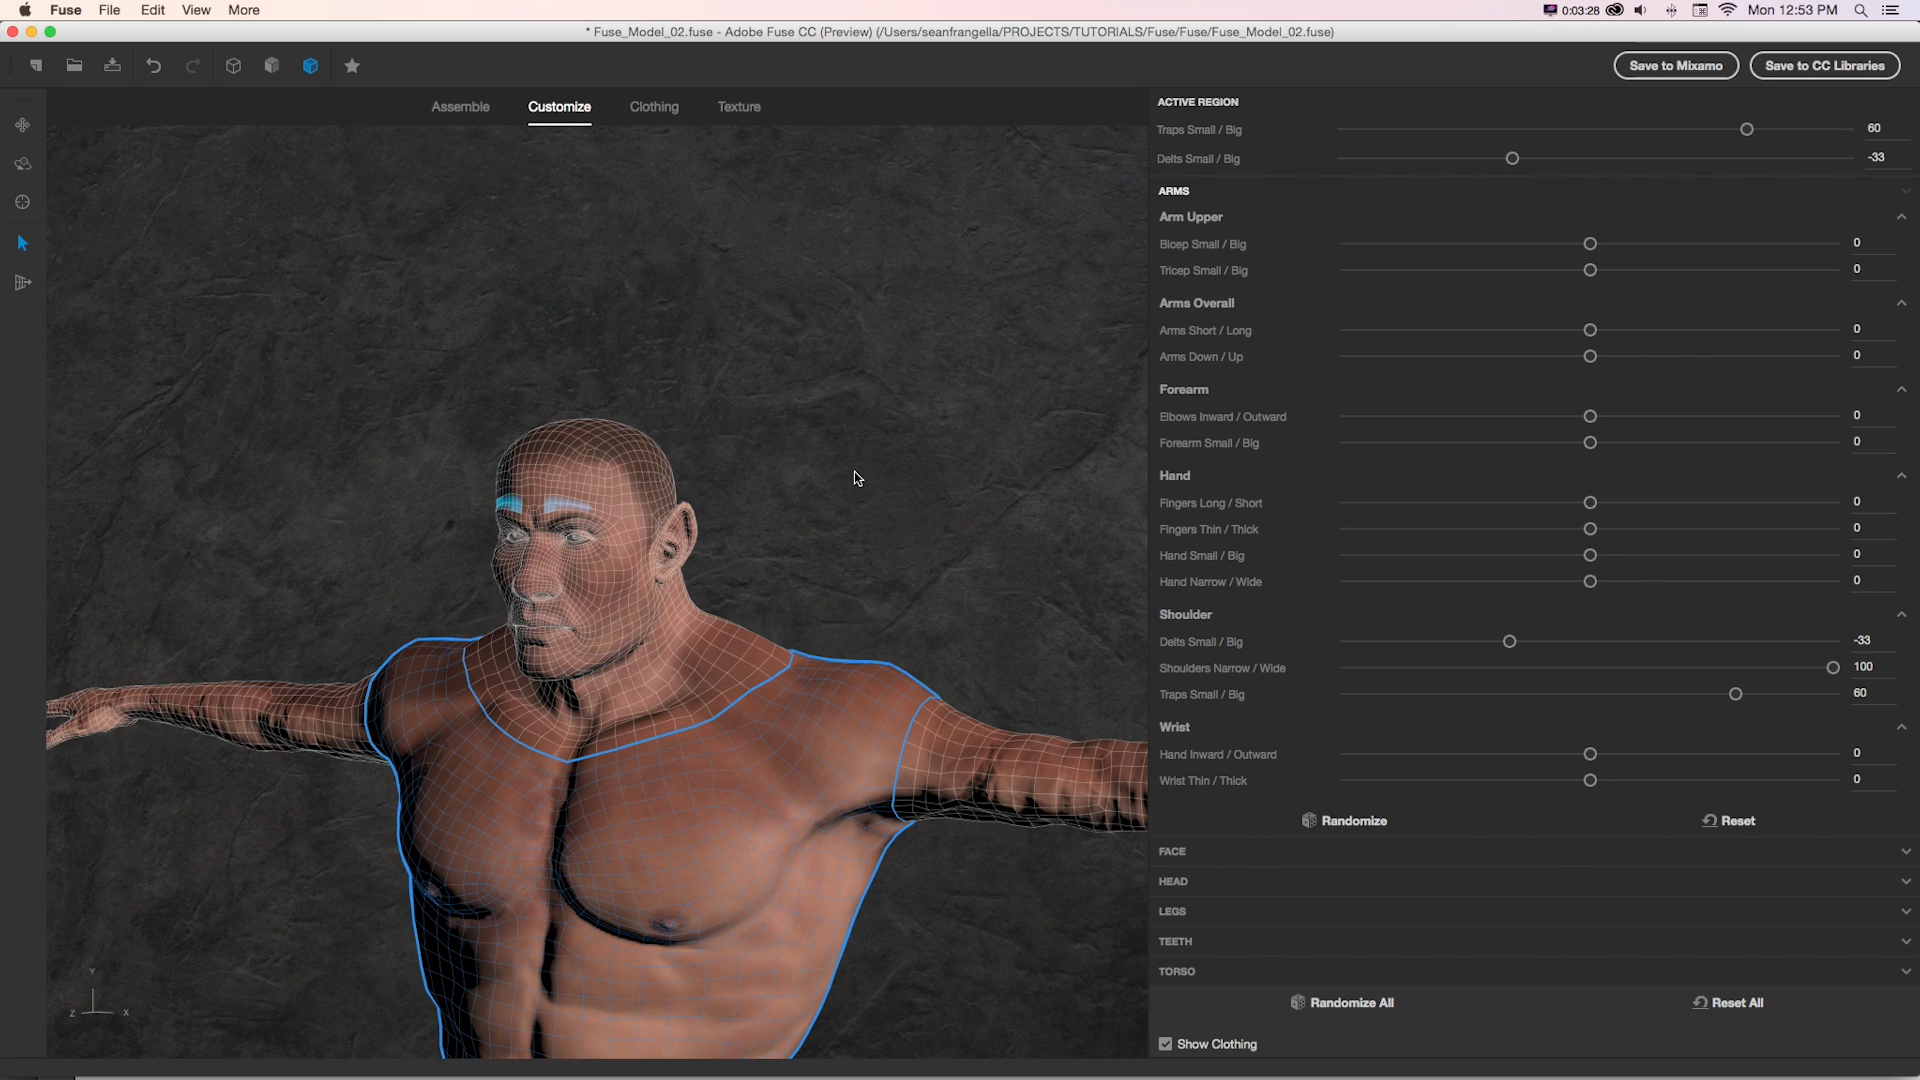 Fuse File Edit View More 0:03:28 Mon 12:53 PM
* Fuse_Model_02.fuse - Adobe Fuse CC (Preview) (/Users/seanfrangella/PROJECTS/TUTORIALS/Fuse/Fuse/Fuse_Model_02.fuse)
Save to Mixamo Save to CC Libraries
Assemble Customize Clothing Texture
ACTIVE REGION
Traps Small / Big 60
Delts Small / Big -33
ARMS
Arm Upper
Bicep Small / Big 0
Tricep Small / Big 0
Arms Overall
Arms Short / Long 0
Arms Down / Up 0
Forearm
Elbows Inward / Outward 0
Forearm Small / Big 0
Hand
Fingers Long / Short 0
Fingers Thin / Thick 0
Hand Small / Big 0
Hand Narrow / Wide 0
Shoulder
Delts Small / Big -33
Shoulders Narrow / Wide 100
Traps Small / Big 60
Wrist
Hand Inward / Outward 0
Wrist Thin / Thick 0
Randomize Reset
FACE
HEAD
LEGS
TEETH
TORSO
Randomize All Reset All
Show Clothing
Y
Z X